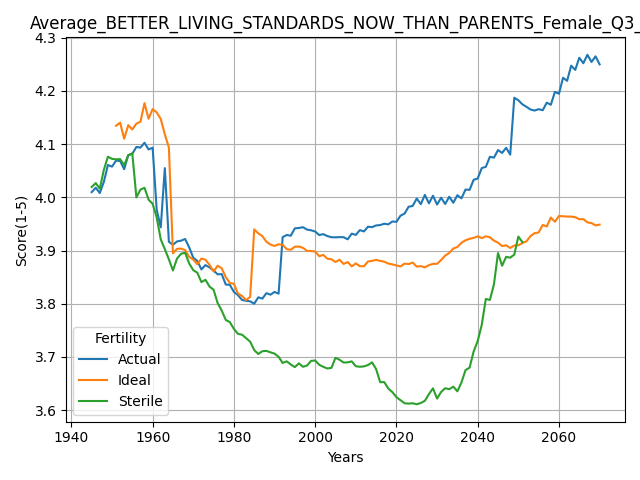 Average_BETTER_LIVING_STANDARDS_NOW_THAN_PARENTS_Female_Q3_
4.3
4.2
4.1
4.0
3.9
3.8
3.7
3.6
Score(1-5)
Fertility
Actual
Ideal
Sterile
1940 1960 1980 2000 2020 2040 2060
Years